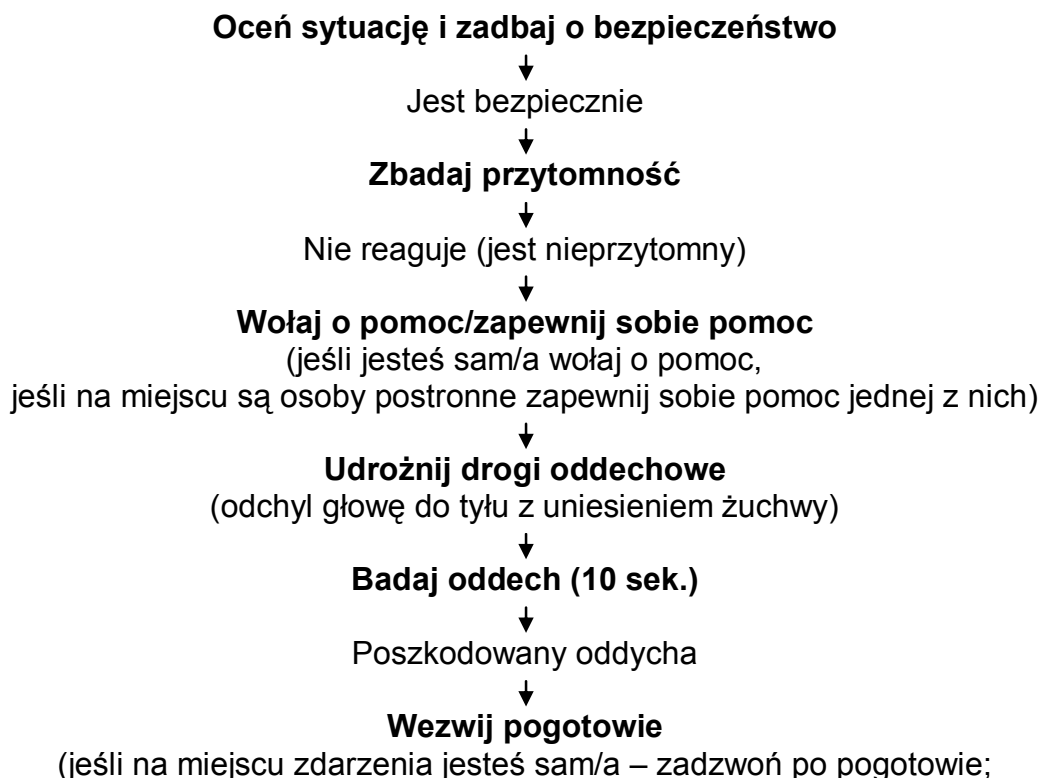 Oceń sytuację i zadbaj o bezpieczeństwo
Jest bezpiecznie
Zbadaj przytomność
Nie reaguje (jest nieprzytomny)
Wołaj o pomoc/zapewnij sobie pomoc
(jeśli jesteś sam/a wołaj o pomoc,
jeśli na miejscu są osoby postronne zapewnij sobie pomoc jednej z nich)
Udrożnij drogi oddechowe
(odchyl głowę do tyłu z uniesieniem żuchwy)
Badaj oddech (10 sek.)
Poszkodowany oddycha
Wezwij pogotowie
(jeśli na miejscu zdarzenia jesteś sam/a – zadzwoń po pogotowie;